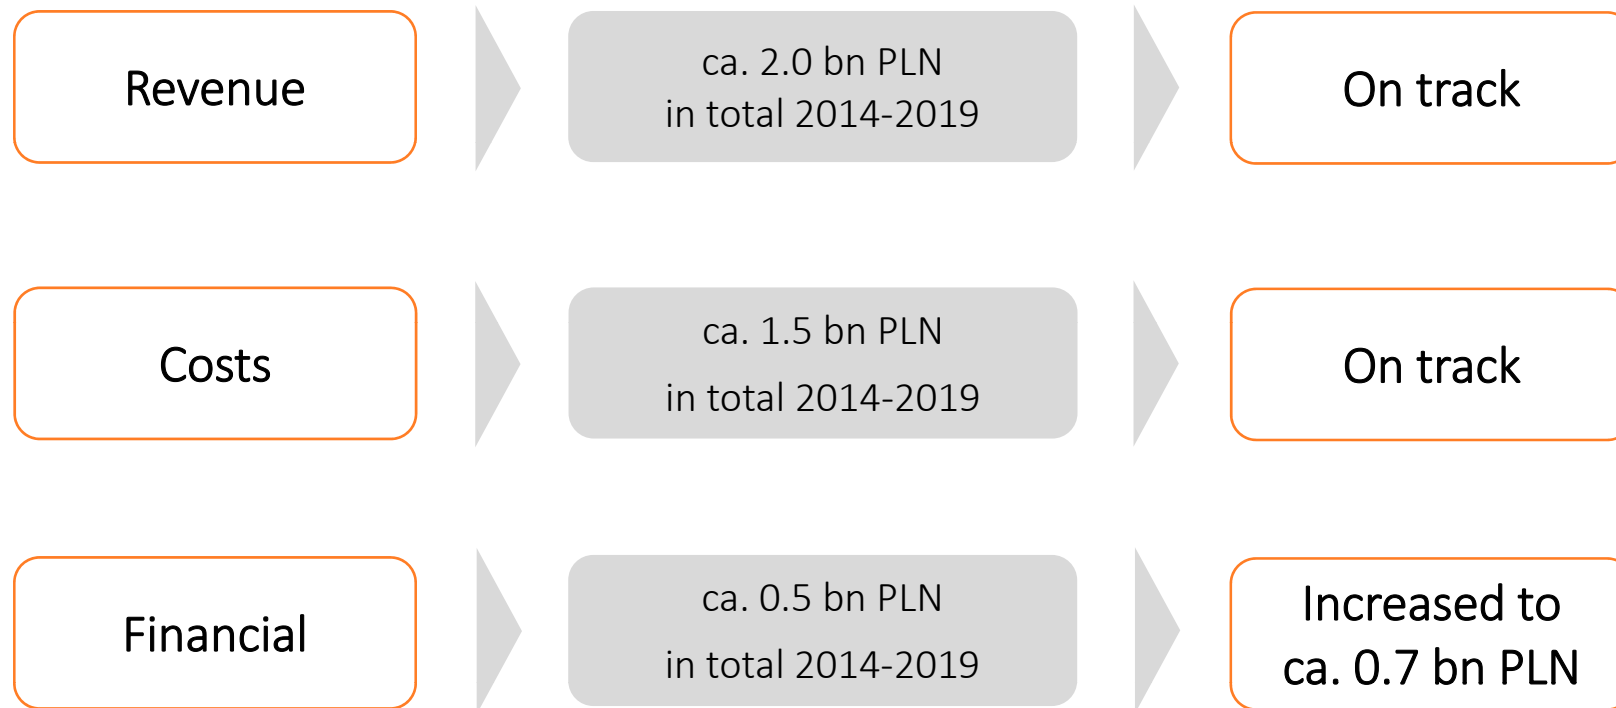 Revenue
ca. 2.0 bn PLN
in total 2014-2019
On track
Costs
ca. 1.5 bn PLN
in total 2014-2019
On track
Financial
ca. 0.5 bn PLN
in total 2014-2019
Increased to
ca. 0.7 bn PLN